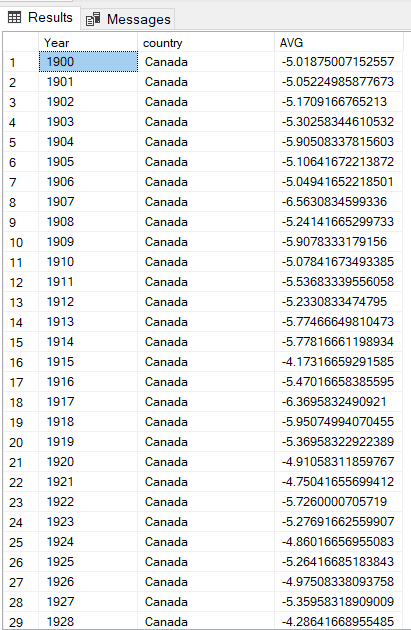 Results Messages
Year country AVG
1 1900 Canada -5.01875007152557
2 1901 Canada -5.05224985877673
3 1902 Canada -5.1709166765213
4 1903 Canada -5.30258344610532
5 1904 Canada -5.90508337815603
6 1905 Canada -5.10641672213872
7 1906 Canada -5.04941652218501
8 1907 Canada -6.5630834599336
9 1908 Canada -5.24141665299733
10 1909 Canada -5.9078333179156
11 1910 Canada -5.07841673493385
12 1911 Canada -5.53683339556058
13 1912 Canada -5.2330833474795
14 1913 Canada -5.77466649810473
15 1914 Canada -5.77816661198934
16 1915 Canada -4.17316659291585
17 1916 Canada -5.47016658385595
18 1917 Canada -6.3695832490921
19 1918 Canada -5.95074994070455
20 1919 Canada -5.36958322922389
21 1920 Canada -4.91058311859767
22 1921 Canada -4.75041655699412
23 1922 Canada -5.7260000705719
24 1923 Canada -5.27691662559907
25 1924 Canada -4.86016656955083
26 1925 Canada -5.26416685183843
27 1926 Canada -4.97508338093758
28 1927 Canada -5.35958318909009
29 1928 Canada -4.28641668955485